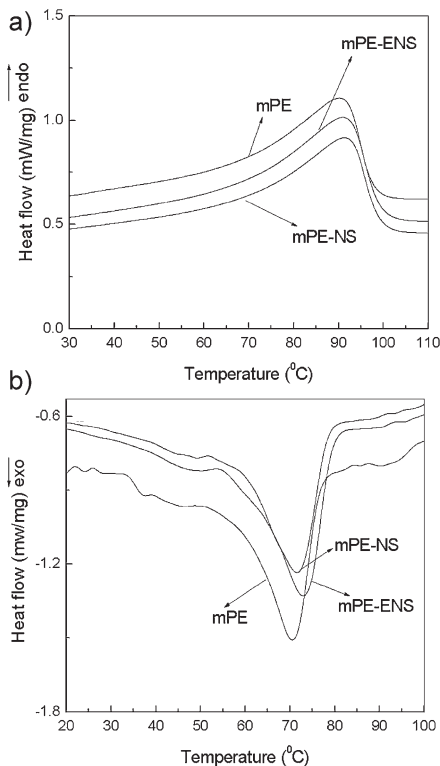 a)
Heat flow (mW/mg) endo
1.5
1.0
0.5
0.0
mPE-ENS
mPE
mPE-NS
30 40 50 60 70 80 90 100 110
Temperature (⁰C)
b)
Heat flow (mw/mg) exo
-0.6
-1.2
-1.8
mPE-NS
mPE-ENS
mPE
20 30 40 50 60 70 80 90 100
Temperature (⁰C)